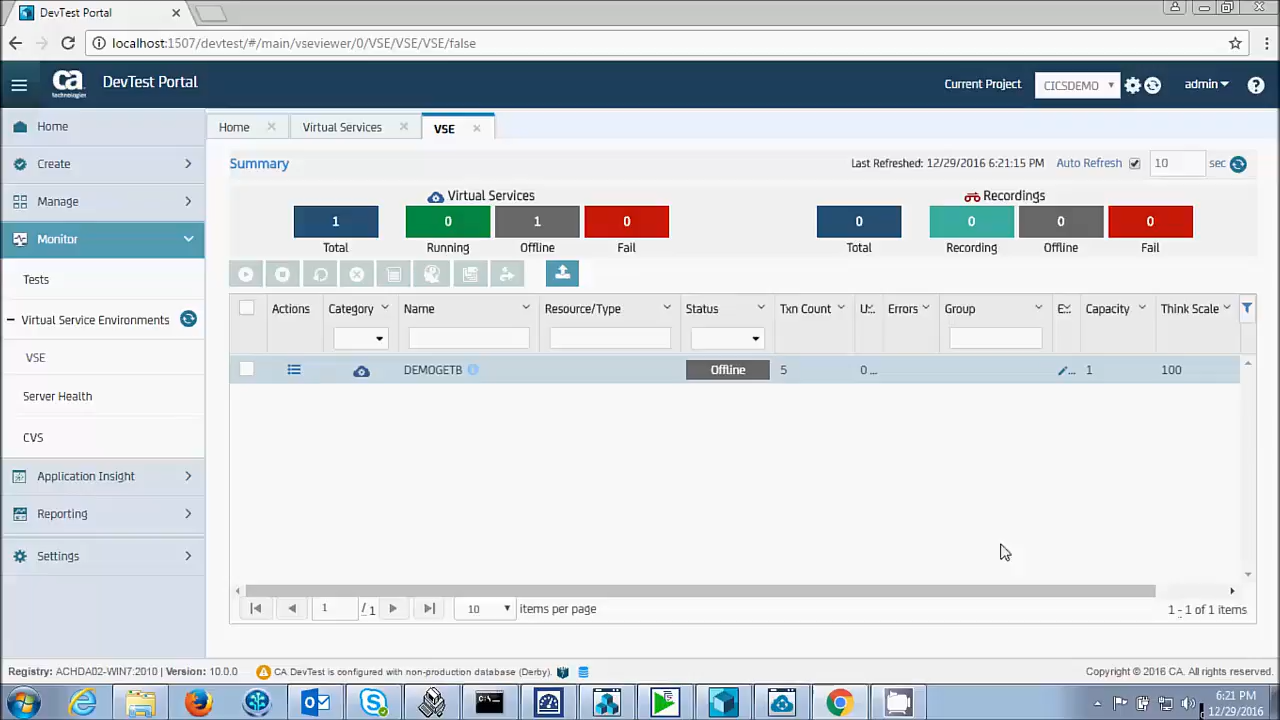 DevTest Portal
localhost:1507/devtest/#/main/vseviewer/0/VSE/VSE/VSE/false
ca technologies
DevTest Portal
Current Project
CICSDEMO
admin
Home
Create
Manage
Monitor
Tests
Virtual Service Environments
VSE
Server Health
CVS
Application Insight
Reporting
Settings
Home
Virtual Services
VSE
Summary
Last Refreshed: 12/29/2016 6:21:15 PM
Auto Refresh
10
sec
Virtual Services
1
0
1
0
Total
Running
Offline
Fail
Recordings
0
0
0
0
Total
Recording
Offline
Fail
Actions
Category
Name
Resource/Type
Status
Txn Count
U...
Errors
Group
E...
Capacity
Think Scale
DEMOGETB
Offline
5
0 ...
...
1
100
1
/ 1
10
items per page
1 - 1 of 1 items
Registry: ACHDA02-WIN7:2010 | Version: 10.0.0
CA DevTest is configured with non-production database (Derby).
Copyright © 2016 CA. All rights reserved.
6:21 PM
12/29/2016